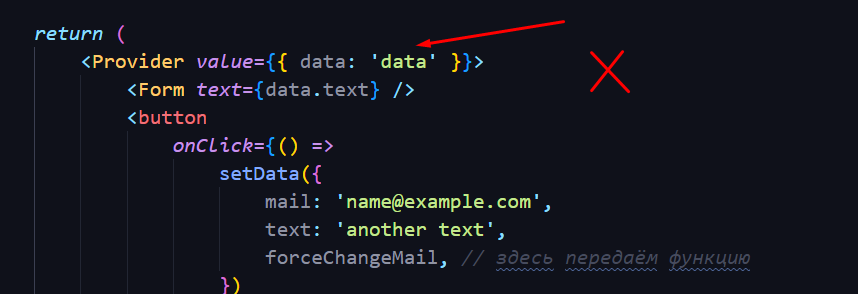 return (
<Provider value={{ data: 'data' }}>
<Form text={data.text} />
<button
onClick={() =>
setData({
mail: 'name@example.com',
text: 'another text',
forceChangeMail, // здесь передаём функцию
})